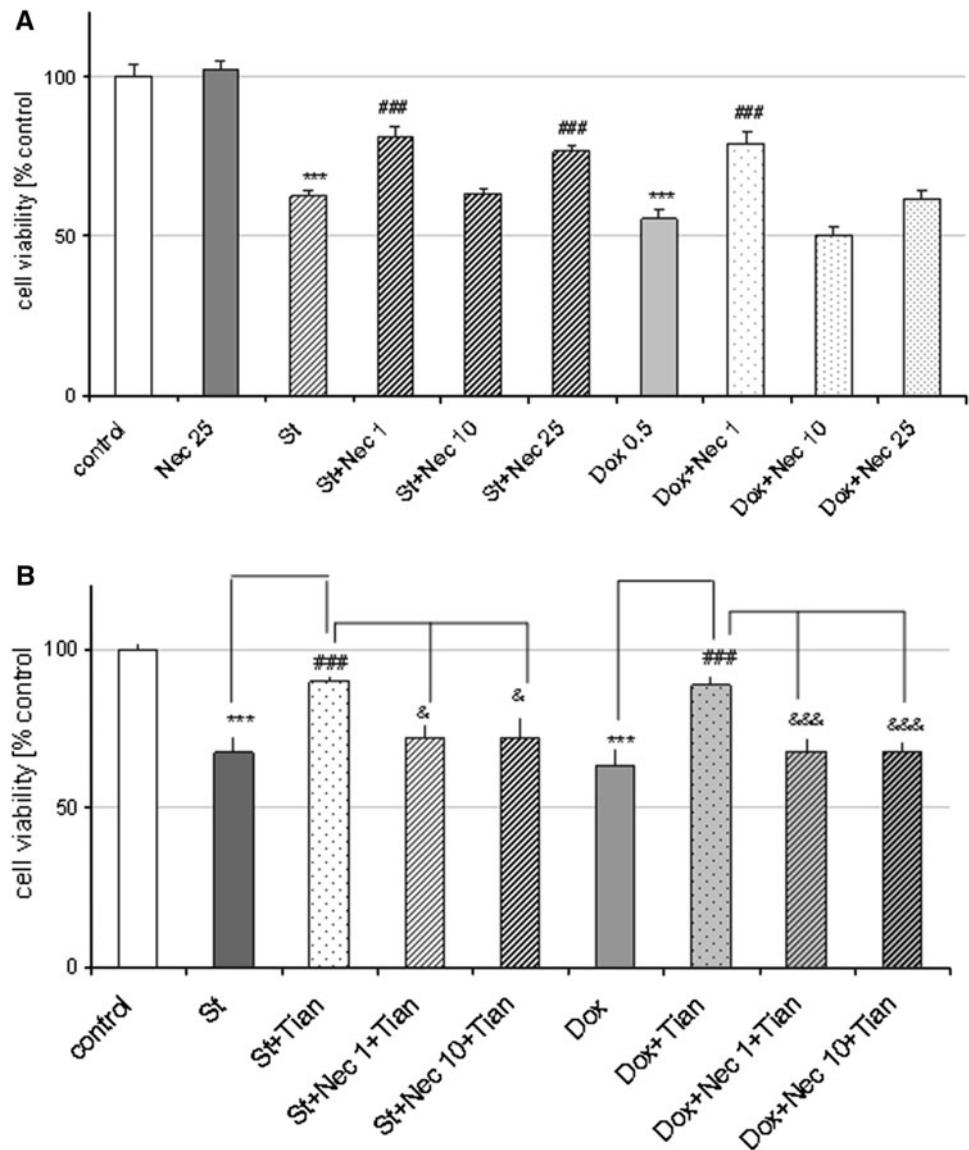 A
cell viability [% control]
100
50
0
***
###
###
***
###
control
Nec 25
St
St+Nec 1
St+Nec 10
St+Nec 25
Dox 0,5
Dox+Nec 1
Dox+Nec 10
Dox+Nec 25
B
cell viability [% control
100
50
0
***
###
&
&
***
###
&&&
&&&
control
St
St+Tian
St+Nec 1+Tian
St+Nec 10+Tian
Dox
Dox+Tian
Dox+Nec 1+Tian
Dox+Nec 10+Tian